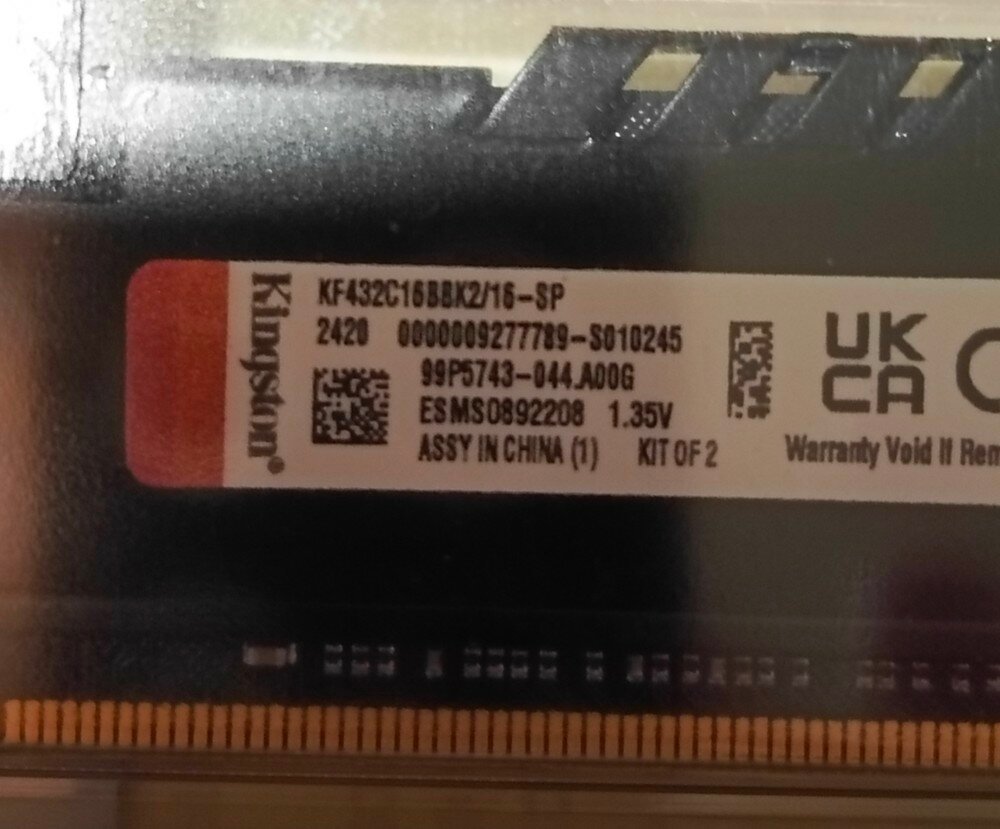 Kingston®
KF432C16BBK2/16-SP
2420 0000009277789-S010245
99P5743-044.A00G
ESMS0892208 1.35V
ASSY IN CHINA (1) KIT OF 2
UK
CA
Warranty Void If